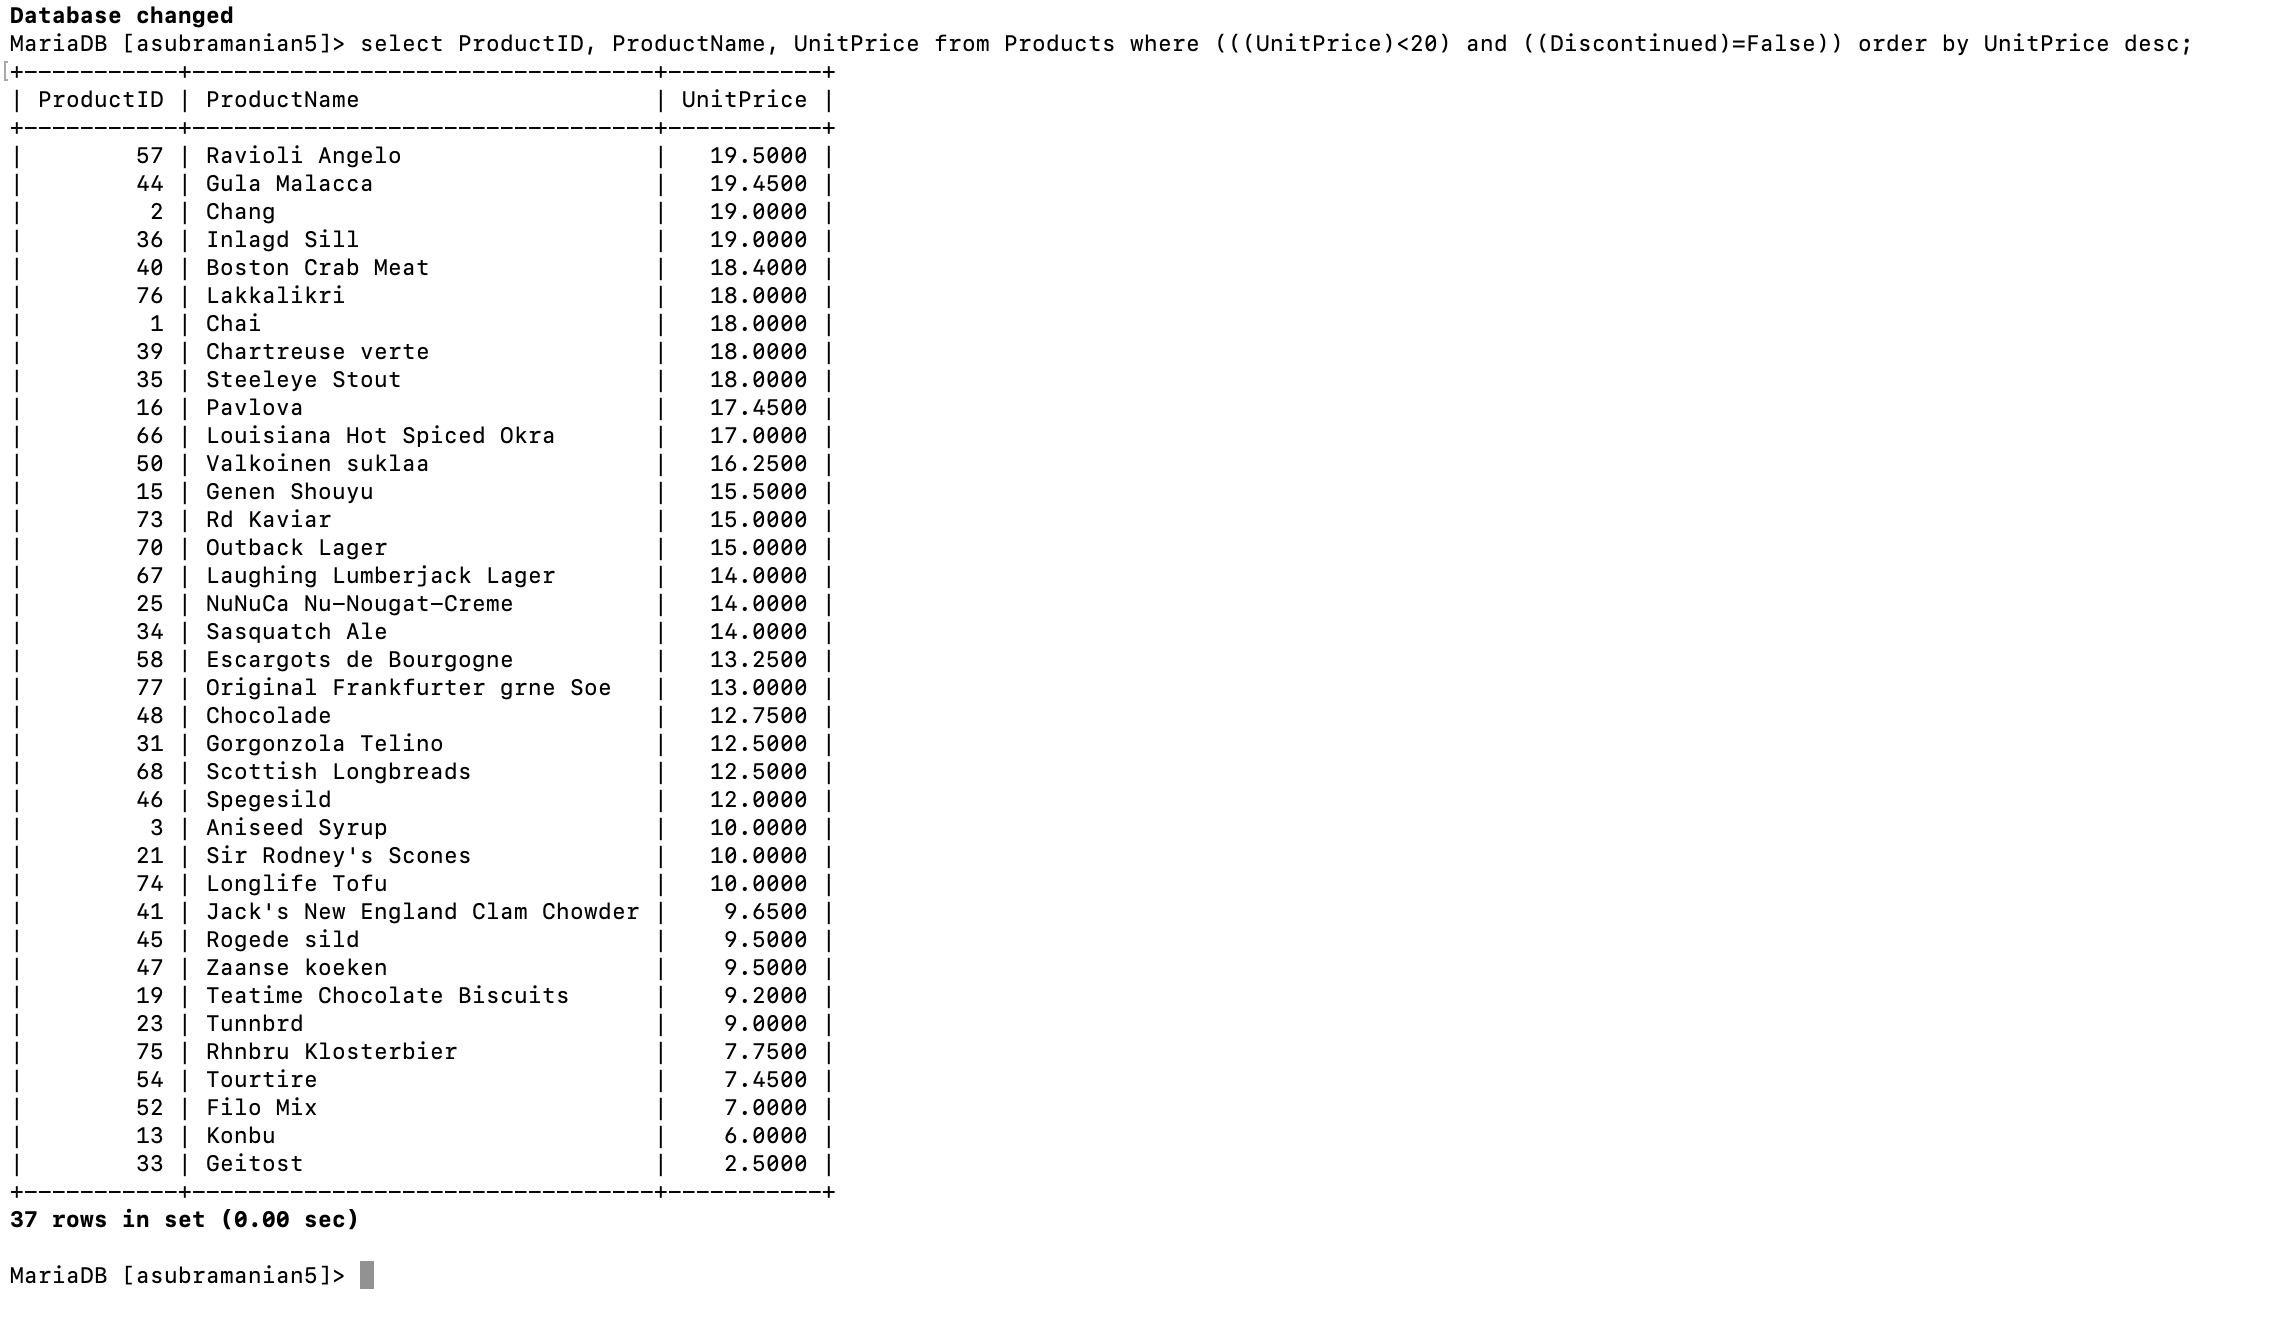 Database changed
MariaDB [asubramanian5]> select ProductID, ProductName, UnitPrice from Products where (((UnitPrice)<20) and ((Discontinued)=False)) order by UnitPrice desc;
[+-----------+---------------------------------+-----------+
| ProductID | ProductName                     | UnitPrice |
+-----------+---------------------------------+-----------+
|        57 | Ravioli Angelo                  |   19.5000 |
|        44 | Gula Malacca                    |   19.4500 |
|         2 | Chang                           |   19.0000 |
|        36 | Inlagd Sill                     |   19.0000 |
|        40 | Boston Crab Meat                |   18.4000 |
|        76 | Lakkalikri                      |   18.0000 |
|         1 | Chai                            |   18.0000 |
|        39 | Chartreuse verte                |   18.0000 |
|        35 | Steeleye Stout                  |   18.0000 |
|        16 | Pavlova                         |   17.4500 |
|        66 | Louisiana Hot Spiced Okra       |   17.0000 |
|        50 | Valkoinen suklaa                |   16.2500 |
|        15 | Genen Shouyu                    |   15.5000 |
|        73 | Rd Kaviar                       |   15.0000 |
|        70 | Outback Lager                   |   15.0000 |
|        67 | Laughing Lumberjack Lager       |   14.0000 |
|        25 | NuNuCa Nu-Nougat-Creme          |   14.0000 |
|        34 | Sasquatch Ale                   |   14.0000 |
|        58 | Escargots de Bourgogne          |   13.2500 |
|        77 | Original Frankfurter grne Soe   |   13.0000 |
|        48 | Chocolade                       |   12.7500 |
|        31 | Gorgonzola Telino               |   12.5000 |
|        68 | Scottish Longbreads             |   12.5000 |
|        46 | Spegesild                       |   12.0000 |
|         3 | Aniseed Syrup                   |   10.0000 |
|        21 | Sir Rodney's Scones             |   10.0000 |
|        74 | Longlife Tofu                   |   10.0000 |
|        41 | Jack's New England Clam Chowder |    9.6500 |
|        45 | Rogede sild                     |    9.5000 |
|        47 | Zaanse koeken                   |    9.5000 |
|        19 | Teatime Chocolate Biscuits      |    9.2000 |
|        23 | Tunnbrd                         |    9.0000 |
|        75 | Rhnbru Klosterbier              |    7.7500 |
|        54 | Tourtire                        |    7.4500 |
|        52 | Filo Mix                        |    7.0000 |
|        13 | Konbu                           |    6.0000 |
|        33 | Geitost                         |    2.5000 |
+-----------+---------------------------------+-----------+
37 rows in set (0.00 sec)
MariaDB [asubramanian5]>